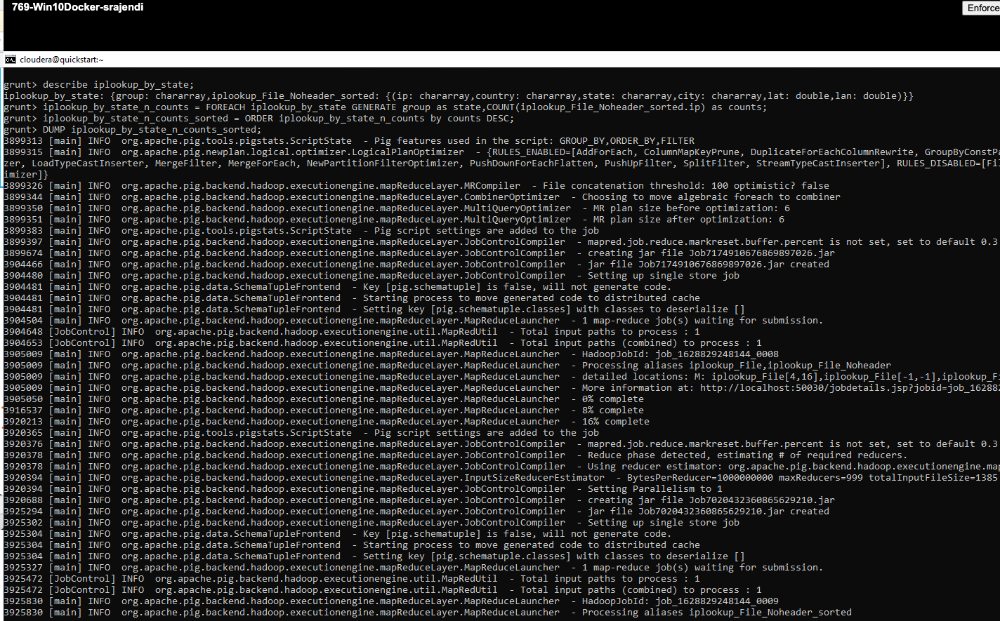 769-Win10Docker-srajendi
Enforce
cloudera@quickstart:~
grunt> describe iplookup_by_state;
iplookup_by_state: {group: chararray,iplookup_File_Noheader_sorted: {(ip: chararray,country: chararray,state: chararray,city: chararray,lat: double,lan: double)}}
grunt> iplookup_by_state_n_counts = FOREACH iplookup_by_state GENERATE group as state,COUNT(iplookup_File_Noheader_sorted.ip) as counts;
grunt> iplookup_by_state_n_counts_sorted = ORDER iplookup_by_state_n_counts by counts DESC;
grunt> DUMP iplookup_by_state_n_counts_sorted;
3899313 [main] INFO  org.apache.pig.tools.pigstats.ScriptState  - Pig features used in the script: GROUP_BY,ORDER_BY,FILTER
3899315 [main] INFO  org.apache.pig.newplan.logical.optimizer.LogicalPlanOptimizer  - {RULES_ENABLED=[AddForEach, ColumnMapKeyPrune, DuplicateForEachColumnRewrite, GroupByConstPa
zer, LoadTypeCastInserter, MergeFilter, MergeForEach, NewPartitionFilterOptimizer, PushDownForEachFlatten, PushUpFilter, SplitFilter, StreamTypeCastInserter], RULES_DISABLED=[Fil
imizer]}
3899326 [main] INFO  org.apache.pig.backend.hadoop.executionengine.mapReduceLayer.MRCompiler  - File concatenation threshold: 100 optimistic? false
3899344 [main] INFO  org.apache.pig.backend.hadoop.executionengine.mapReduceLayer.CombinerOptimizer  - Choosing to move algebraic foreach to combiner
3899350 [main] INFO  org.apache.pig.backend.hadoop.executionengine.mapReduceLayer.MultiQueryOptimizer  - MR plan size before optimization: 6
3899351 [main] INFO  org.apache.pig.backend.hadoop.executionengine.mapReduceLayer.MultiQueryOptimizer  - MR plan size after optimization: 6
3899383 [main] INFO  org.apache.pig.tools.pigstats.ScriptState  - Pig script settings are added to the job
3899397 [main] INFO  org.apache.pig.backend.hadoop.executionengine.mapReduceLayer.JobControlCompiler  - mapred.job.reduce.markreset.buffer.percent is not set, set to default 0.3
3899674 [main] INFO  org.apache.pig.backend.hadoop.executionengine.mapReduceLayer.JobControlCompiler  - creating jar file Job7174910676869897026.jar
3904466 [main] INFO  org.apache.pig.backend.hadoop.executionengine.mapReduceLayer.JobControlCompiler  - jar file Job7174910676869897026.jar created
3904480 [main] INFO  org.apache.pig.backend.hadoop.executionengine.mapReduceLayer.JobControlCompiler  - Setting up single store job
3904481 [main] INFO  org.apache.pig.data.SchemaTupleFrontend  - Key [pig.schematuple] is false, will not generate code.
3904481 [main] INFO  org.apache.pig.data.SchemaTupleFrontend  - Starting process to move generated code to distributed cache
3904481 [main] INFO  org.apache.pig.data.SchemaTupleFrontend  - Setting key [pig.schematuple.classes] with classes to deserialize []
3904504 [main] INFO  org.apache.pig.backend.hadoop.executionengine.mapReduceLayer.MapReduceLauncher  - 1 map-reduce job(s) waiting for submission.
3904648 [JobControl] INFO  org.apache.pig.backend.hadoop.executionengine.util.MapRedUtil  - Total input paths to process : 1
3904653 [JobControl] INFO  org.apache.pig.backend.hadoop.executionengine.util.MapRedUtil  - Total input paths (combined) to process : 1
3905009 [main] INFO  org.apache.pig.backend.hadoop.executionengine.mapReduceLayer.MapReduceLauncher  - HadoopJobId: job_1628829248144_0008
3905009 [main] INFO  org.apache.pig.backend.hadoop.executionengine.mapReduceLayer.MapReduceLauncher  - Processing aliases iplookup_File,iplookup_File_Noheader
3905009 [main] INFO  org.apache.pig.backend.hadoop.executionengine.mapReduceLayer.MapReduceLauncher  - detailed locations: M: iplookup_File[4,16],iplookup_File[-1,-1],iplookup_Fi
3905009 [main] INFO  org.apache.pig.backend.hadoop.executionengine.mapReduceLayer.MapReduceLauncher  - More information at: http://localhost:50030/jobdetails.jsp?jobid=job_16288
3905050 [main] INFO  org.apache.pig.backend.hadoop.executionengine.mapReduceLayer.MapReduceLauncher  - 0% complete
3916537 [main] INFO  org.apache.pig.backend.hadoop.executionengine.mapReduceLayer.MapReduceLauncher  - 8% complete
3920213 [main] INFO  org.apache.pig.backend.hadoop.executionengine.mapReduceLayer.MapReduceLauncher  - 16% complete
3920365 [main] INFO  org.apache.pig.tools.pigstats.ScriptState  - Pig script settings are added to the job
3920376 [main] INFO  org.apache.pig.backend.hadoop.executionengine.mapReduceLayer.JobControlCompiler  - mapred.job.reduce.markreset.buffer.percent is not set, set to default 0.3
3920378 [main] INFO  org.apache.pig.backend.hadoop.executionengine.mapReduceLayer.JobControlCompiler  - Reduce phase detected, estimating # of required reducers.
3920378 [main] INFO  org.apache.pig.backend.hadoop.executionengine.mapReduceLayer.JobControlCompiler  - Using reducer estimator: org.apache.pig.backend.hadoop.executionengine.map
3920394 [main] INFO  org.apache.pig.backend.hadoop.executionengine.mapReduceLayer.InputSizeReducerEstimator  - BytesPerReducer=1000000000 maxReducers=999 totalInputFileSize=1385
3920394 [main] INFO  org.apache.pig.backend.hadoop.executionengine.mapReduceLayer.JobControlCompiler  - Setting Parallelism to 1
3920688 [main] INFO  org.apache.pig.backend.hadoop.executionengine.mapReduceLayer.JobControlCompiler  - creating jar file Job7020432360865629210.jar
3925294 [main] INFO  org.apache.pig.backend.hadoop.executionengine.mapReduceLayer.JobControlCompiler  - jar file Job7020432360865629210.jar created
3925302 [main] INFO  org.apache.pig.backend.hadoop.executionengine.mapReduceLayer.JobControlCompiler  - Setting up single store job
3925304 [main] INFO  org.apache.pig.data.SchemaTupleFrontend  - Key [pig.schematuple] is false, will not generate code.
3925304 [main] INFO  org.apache.pig.data.SchemaTupleFrontend  - Starting process to move generated code to distributed cache
3925304 [main] INFO  org.apache.pig.data.SchemaTupleFrontend  - Setting key [pig.schematuple.classes] with classes to deserialize []
3925327 [main] INFO  org.apache.pig.backend.hadoop.executionengine.mapReduceLayer.MapReduceLauncher  - 1 map-reduce job(s) waiting for submission.
3925472 [JobControl] INFO  org.apache.pig.backend.hadoop.executionengine.util.MapRedUtil  - Total input paths to process : 1
3925472 [JobControl] INFO  org.apache.pig.backend.hadoop.executionengine.util.MapRedUtil  - Total input paths (combined) to process : 1
3925830 [main] INFO  org.apache.pig.backend.hadoop.executionengine.mapReduceLayer.MapReduceLauncher  - HadoopJobId: job_1628829248144_0009
3925830 [main] INFO  org.apache.pig.backend.hadoop.executionengine.mapReduceLayer.MapReduceLauncher  - Processing aliases iplookup_File_Noheader_sorted